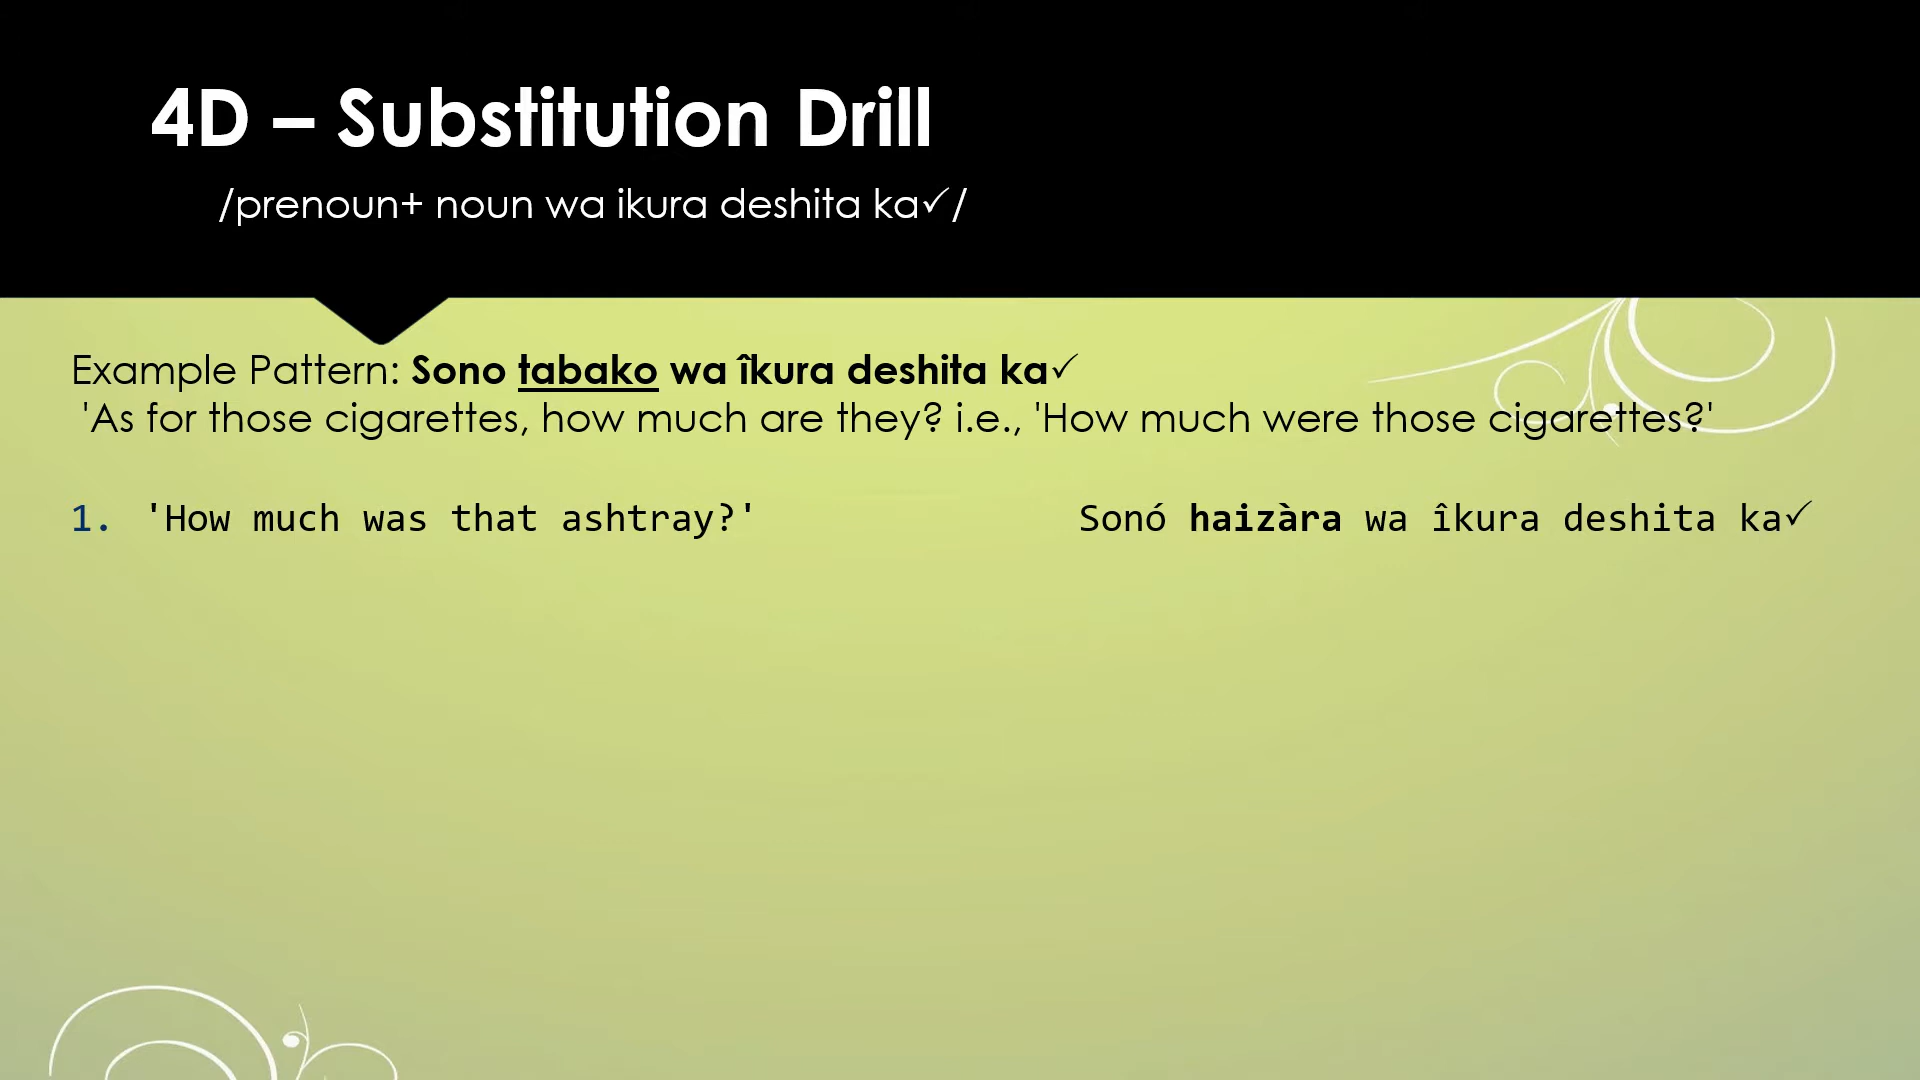 4D – Substitution Drill
/prenoun+ noun wa ikura deshita ka✓/
Example Pattern: Sono tabako wa îkura deshita ka✓
'As for those cigarettes, how much are they? i.e., 'How much were those cigarettes?'
1. 'How much was that ashtray?' Sonó haizàra wa îkura deshita ka✓